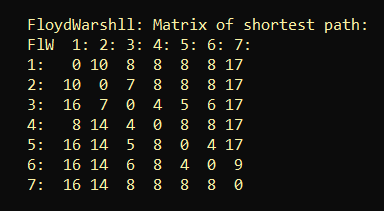 FloydWarshll: Matrix of shortest path:
FlW  1: 2: 3: 4: 5: 6: 7:
1:   0 10  8  8  8  8 17
2:  10  0  7  8  8  8 17
3:  16  7  0  4  5  6 17
4:   8 14  4  0  8  8 17
5:  16 14  5  8  0  4 17
6:  16 14  6  8  4  0  9
7:  16 14  8  8  8  8  0